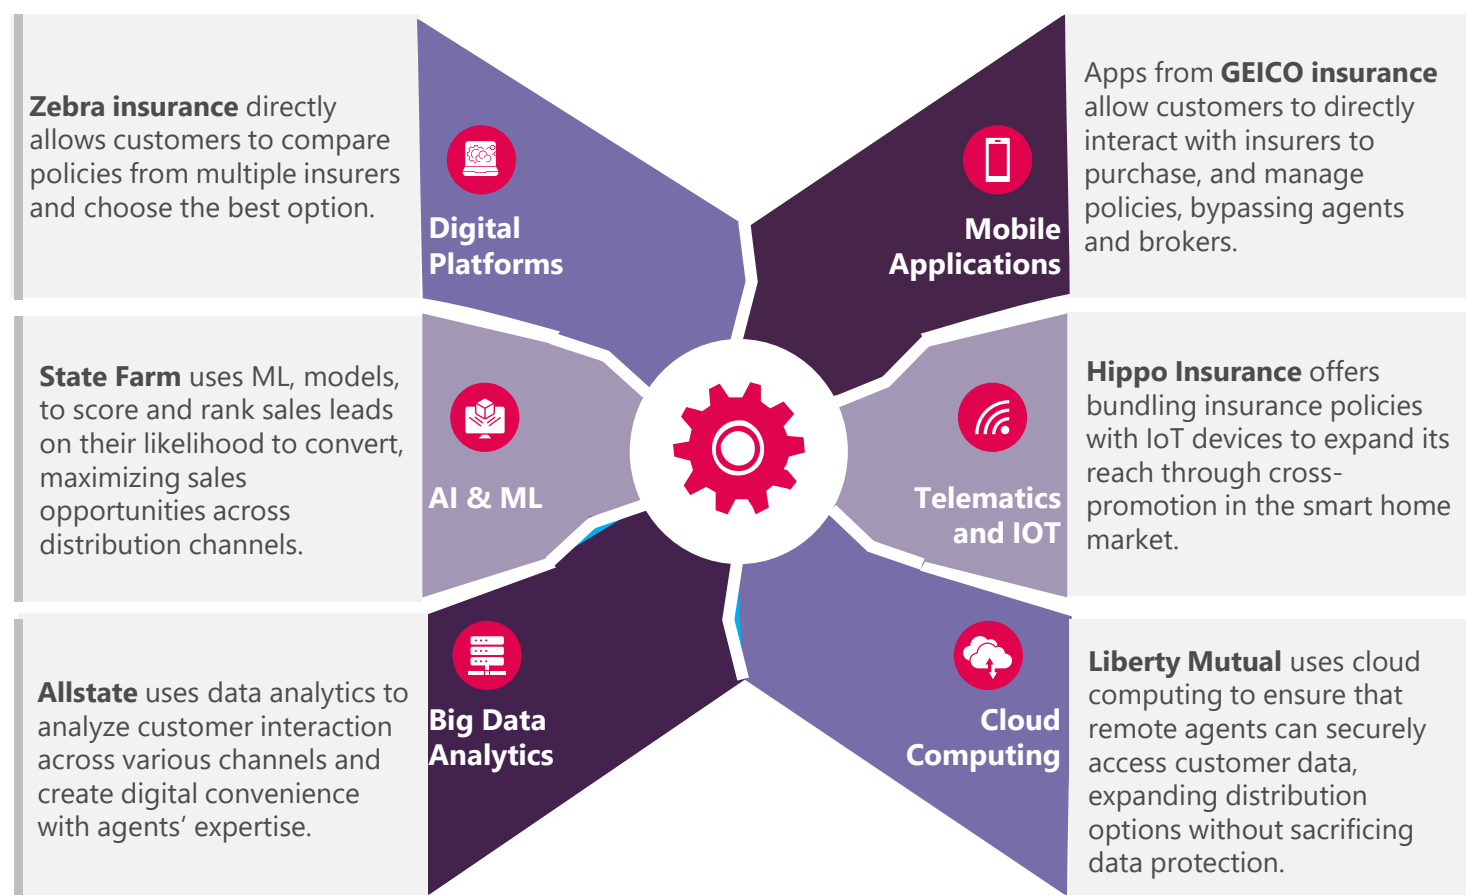 Zebra insurance directly
allows customers to compare
policies from multiple insurers
and choose the best option.
Digital
Platforms
Mobile
Applications
Apps from GEICO insurance
allow customers to directly
interact with insurers to
purchase, and manage
policies, bypassing agents
and brokers.
State Farm uses ML, models,
to score and rank sales leads
on their likelihood to convert,
maximizing sales
opportunities across
distribution channels.
AI & ML
Telematics
and IOT
Hippo Insurance offers
bundling insurance policies
with IoT devices to expand its
reach through cross-
promotion in the smart home
market.
Allstate uses data analytics to
analyze customer interaction
across various channels and
create digital convenience
with agents’ expertise.
Big Data
Analytics
Cloud
Computing
Liberty Mutual uses cloud
computing to ensure that
remote agents can securely
access customer data,
expanding distribution
options without sacrificing
data protection.